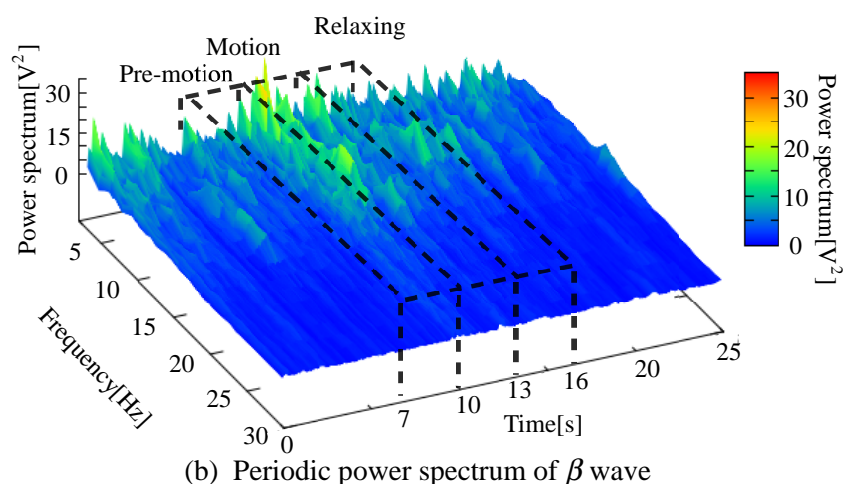 Relaxing
Motion
Pre-motion
Power spectrum[V²]
30
15
0
Power spectrum[V²]
30
20
10
0
5
10
15
20
25
30
Frequency[Hz]
0
7
10
13
16
20
25
Time[s]
(b) Periodic power spectrum of β wave